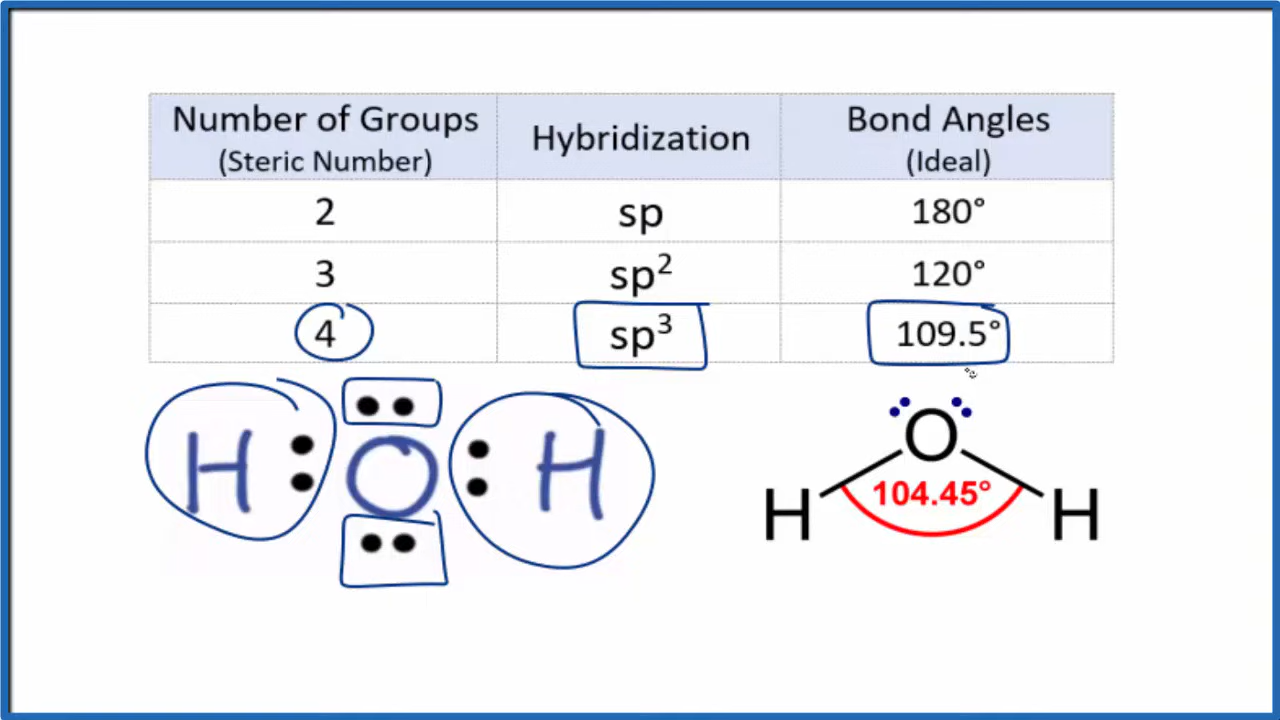 Number of Groups
(Steric Number)
Hybridization
Bond Angles
(Ideal)
2
sp
180°
3
sp²
120°
4
sp³
109.5°
H : O : H
O
104.45°
H H